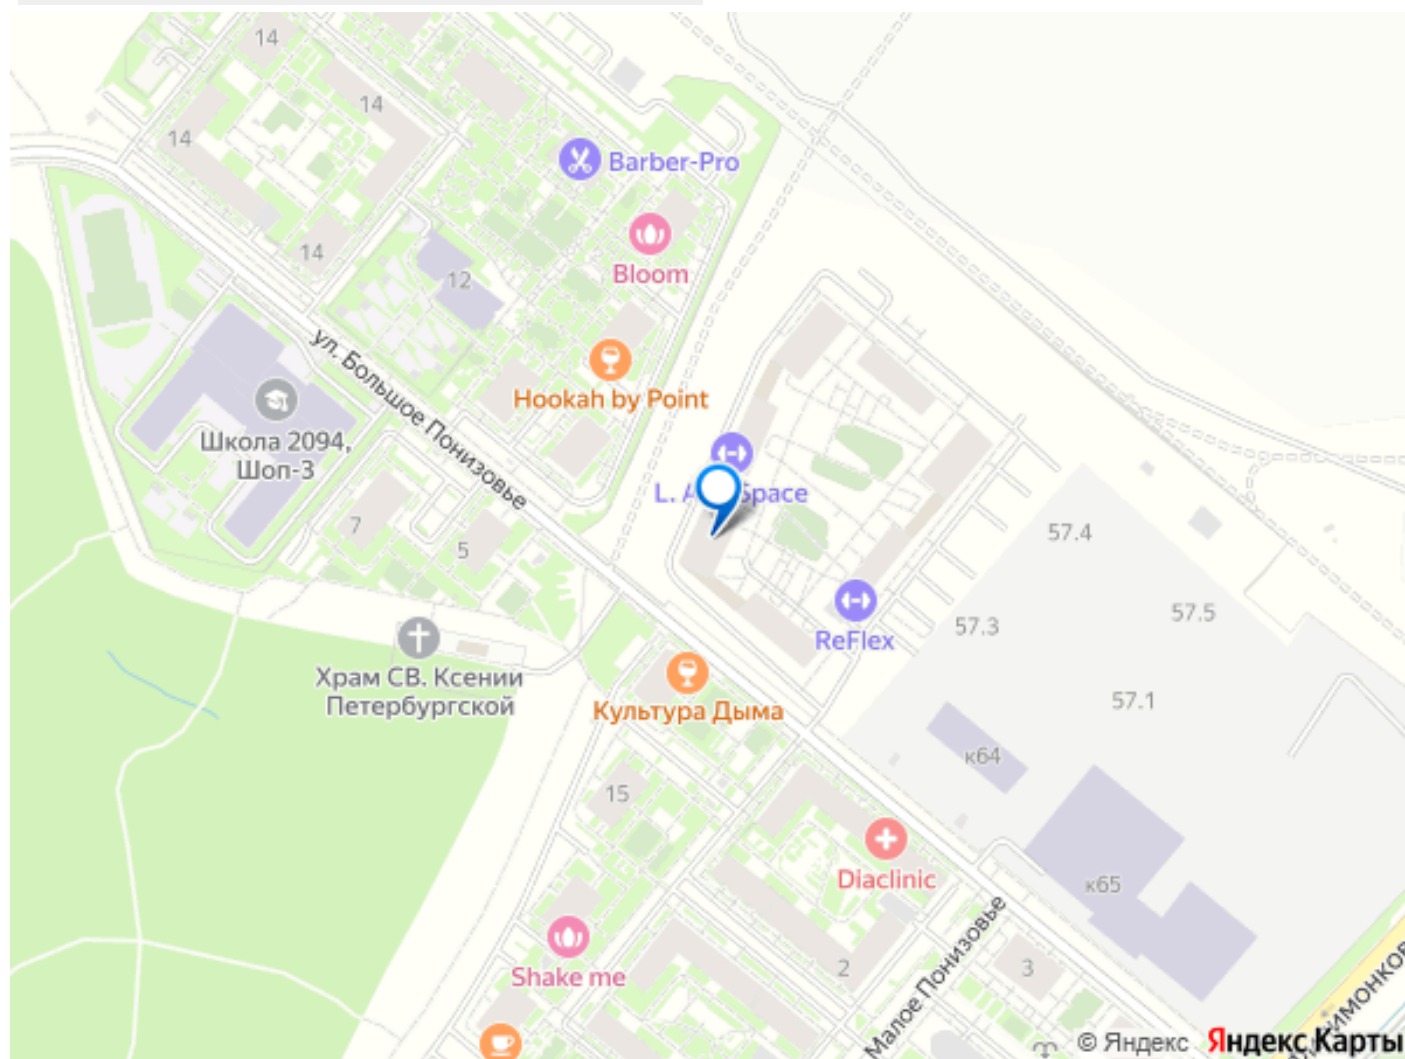 14
14
14
14
Barber-Pro
Bloom
12
ул. Большое Понизовье
Hookah by Point
Школа 2094,
Шоп-3
L. A Space
7
5
57.4
57.5
57.3
ReFlex
Храм СВ. Ксении
Петербургской
Культура Дыма
57.1
к64
15
Diaclinic
к65
Малое Понизовье
Shake me
2
3
© Яндекс Яндекс Карты